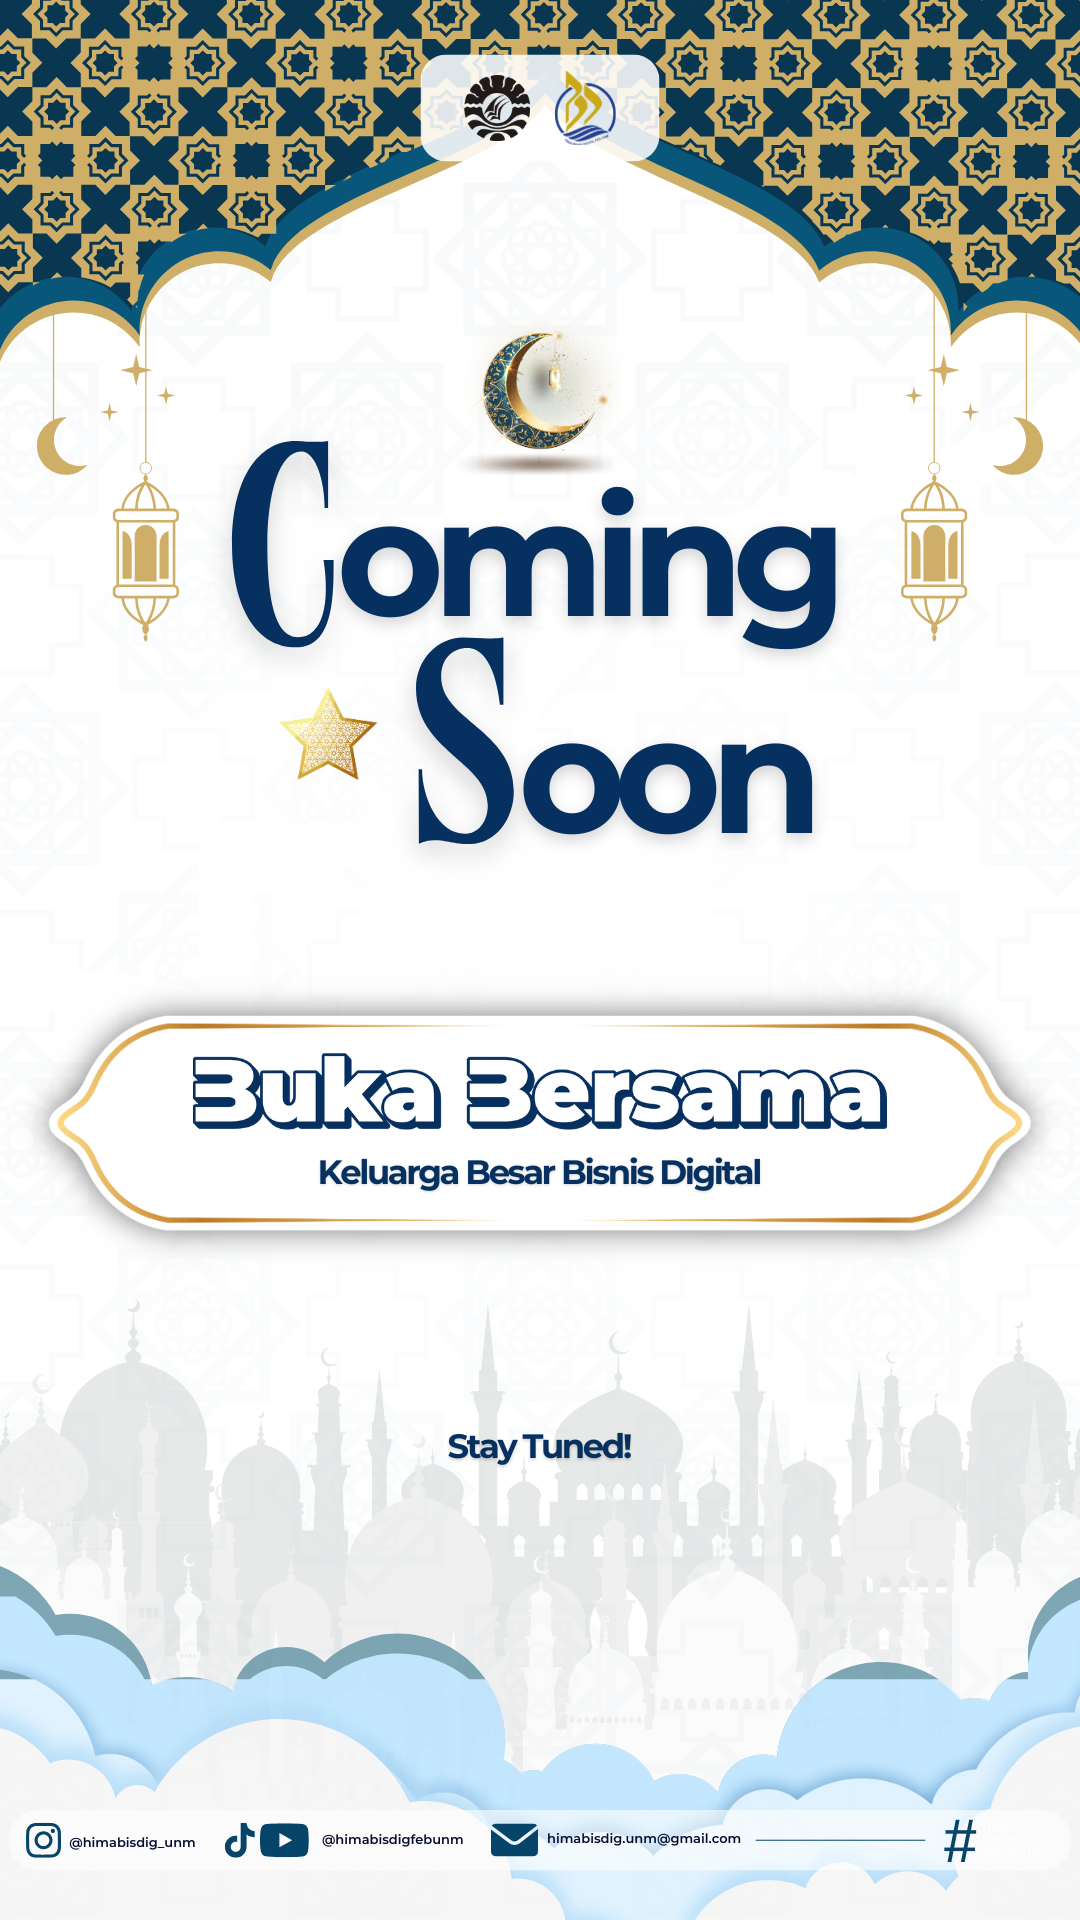 Coming
Soon
Buka Bersama
Keluarga Besar Bisnis Digital
Stay Tuned!
@himabisdig_unm
@himabisdigfebunm
himabisdig.unm@gmail.com
#